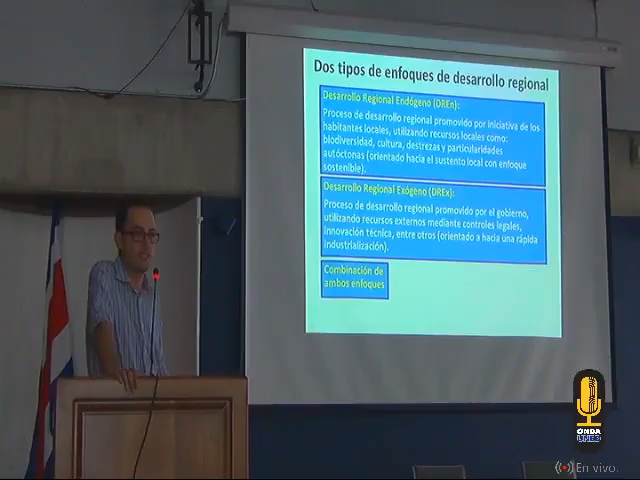 Dos tipos de enfoques de desarrollo regional
Desarrollo Regional Endógeno (DREn):
Proceso de desarrollo regional promovido por iniciativa de los
habitantes locales, utilizando recursos locales como:
biodiversidad, cultura, destrezas y particularidades
autóctonas (orientado hacia el sustento local con enfoque
sostenible).
Desarrollo Regional Exógeno (DREx):
Proceso de desarrollo regional promovido por el gobierno,
utilizando recursos externos mediante controles legales,
innovación técnica, entre otros (orientado a hacia una rápida
industrialización).
Combinación de
ambos enfoques
ONDA
UNED
En vivo.